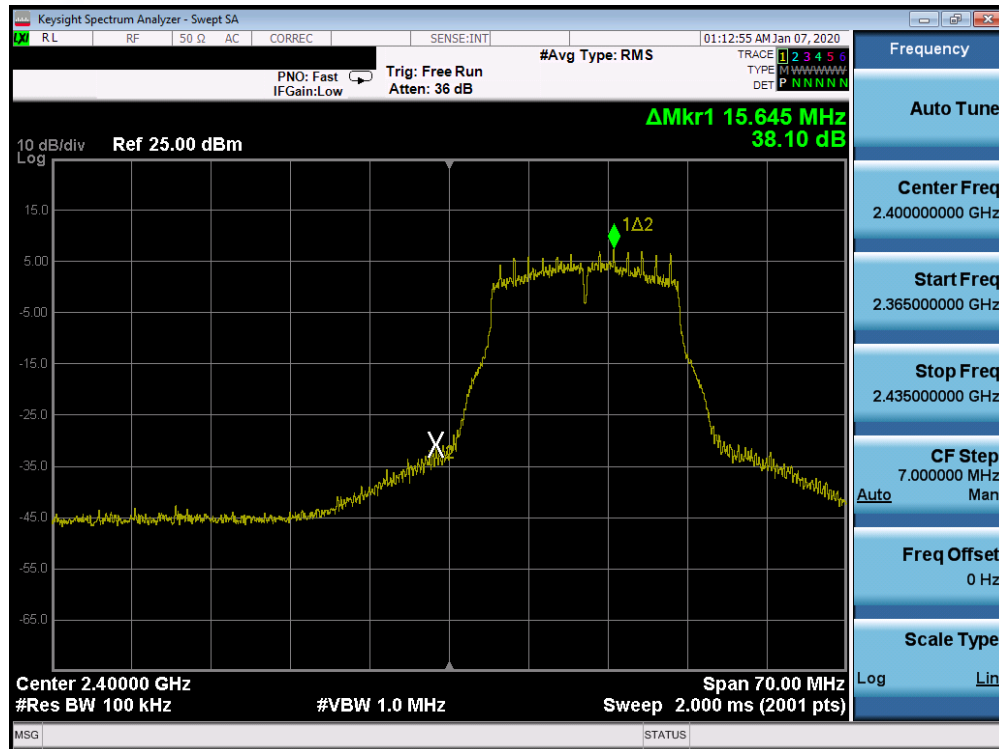 Keysight Spectrum Analyzer - Swept SA
LXI RL RF 50 Ω AC CORREC SENSE:INT 01:12:55 AM Jan 07, 2020
#Avg Type: RMS
TRACE 1 2 3 4 5 6
TYPE M WWWWW
DET P N N N N N
PNO: Fast
IFGain:Low
Trig: Free Run
Atten: 36 dB
ΔMkr1 15.645 MHz
38.10 dB
10 dB/div
Log
Ref 25.00 dBm
15.0
5.00
-5.00
-15.0
-25.0
-35.0
-45.0
-55.0
-65.0
1Δ2
X
Center 2.40000 GHz
#Res BW 100 kHz
#VBW 1.0 MHz
Span 70.00 MHz
Sweep 2.000 ms (2001 pts)
MSG
STATUS
Frequency
Auto Tune
Center Freq
2.400000000 GHz
Start Freq
2.365000000 GHz
Stop Freq
2.435000000 GHz
CF Step
7.000000 MHz
Auto Man
Freq Offset
0 Hz
Scale Type
Log Lin